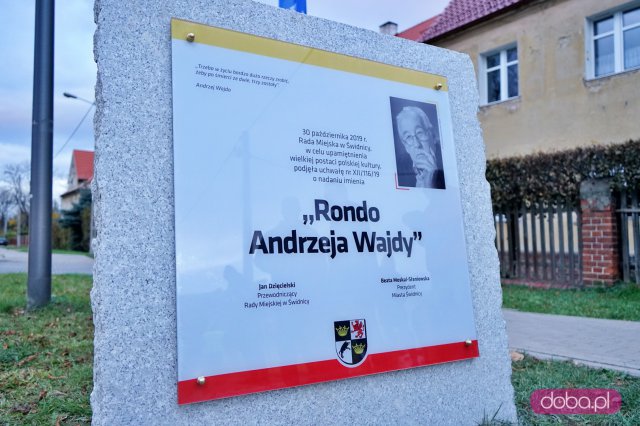 „Trzeba w życiu bardzo dużo rzeczy zrobić,
żeby po śmierci ze dwie, trzy zostały"
Andrzej Wajda
30 października 2019 r.
Rada Miejska w Świdnicy,
w celu upamiętnienia
wielkiej postaci polskiej kultury,
podjęła uchwałę nr XII/116/19
o nadaniu imienia
„Rondo
Andrzeja Wajdy”
Jan Dzięcielski
Przewodniczący
Rady Miejskiej w Świdnicy
Beata Moskal-Słaniewska
Prezydent
Miasta Świdnicy
doba.pl